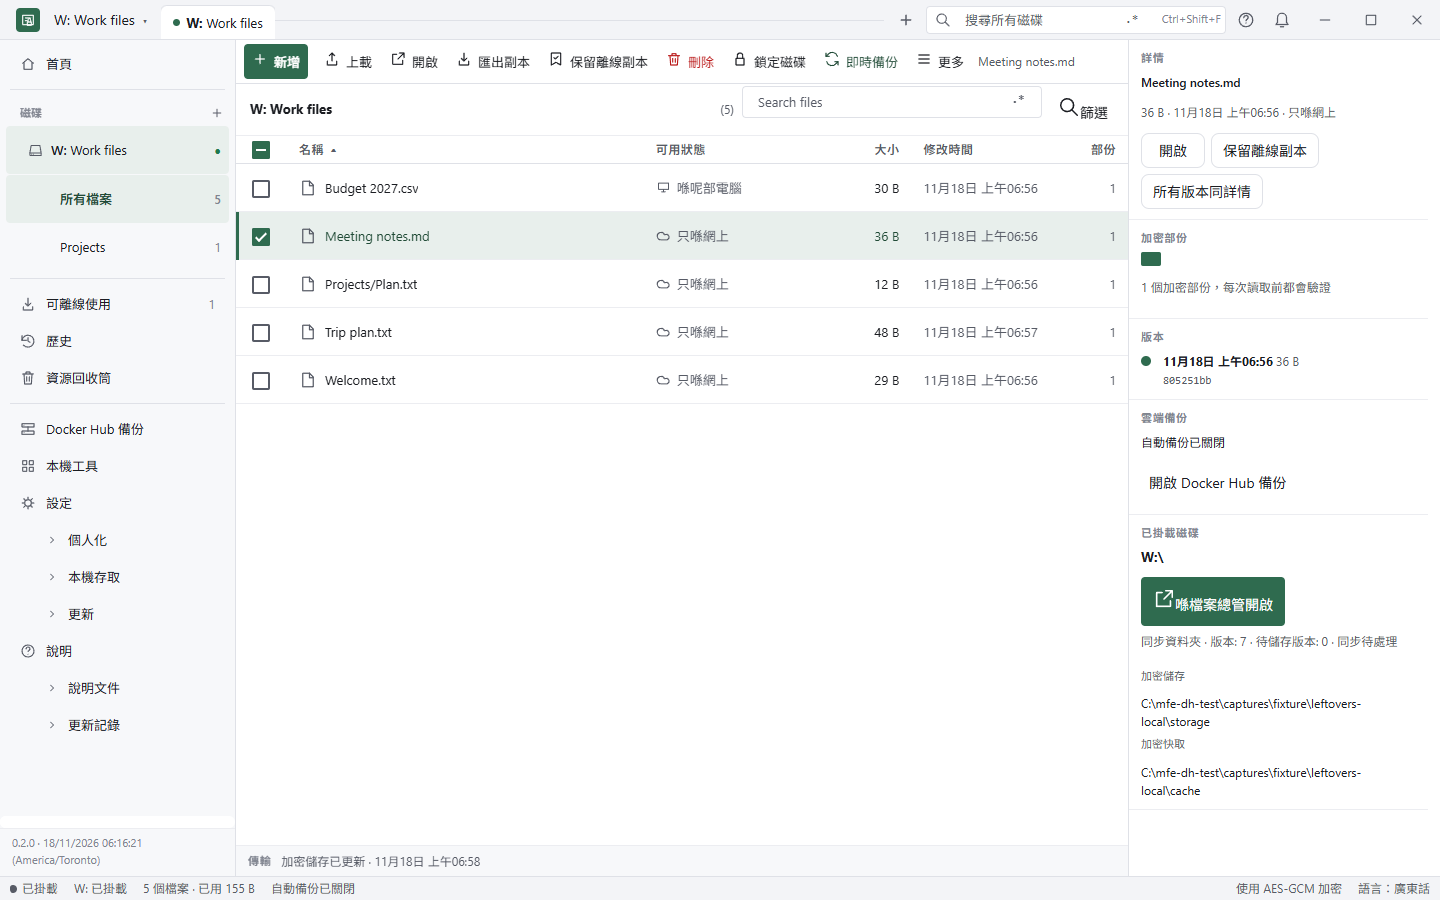 W: Work files
W: Work files
搜尋所有磁碟 .* Ctrl+Shift+F
首頁
磁碟
W: Work files
所有檔案 5
Projects 1
可離線使用 1
歷史
資源回收筒
Docker Hub 備份
本機工具
設定
個人化
本機存取
更新
說明
說明文件
更新記錄
0.2.0 · 18/11/2026 06:16:21
(America/Toronto)
新增 上載 開啟 匯出副本 保留離線副本 刪除 鎖定磁碟 即時備份 更多 Meeting notes.md
W: Work files (5) Search files .* 篩選
名稱 可用狀態 大小 修改時間 部份
Budget 2027.csv 喺呢部電腦 30 B 11月18日 上午06:56 1
Meeting notes.md 只喺網上 36 B 11月18日 上午06:56 1
Projects/Plan.txt 只喺網上 12 B 11月18日 上午06:56 1
Trip plan.txt 只喺網上 48 B 11月18日 上午06:57 1
Welcome.txt 只喺網上 29 B 11月18日 上午06:56 1
傳輸 加密儲存已更新 · 11月18日 上午06:58
詳情
Meeting notes.md
36 B · 11月18日 上午06:56 · 只喺網上
開啟 保留離線副本
所有版本同詳情
加密部份
1 個加密部份，每次讀取前都會驗證
版本
11月18日 上午06:56 36 B
805251bb
雲端備份
自動備份已關閉
開啟 Docker Hub 備份
已掛載磁碟
W:\
喺檔案總管開啟
同步資料夾 · 版本: 7 · 待儲存版本: 0 · 同步待處理
加密儲存
C:\mfe-dh-test\captures\fixture\leftovers-
local\storage
加密快取
C:\mfe-dh-test\captures\fixture\leftovers-
local\cache
已掛載 W: 已掛載 5 個檔案 · 已用 155 B 自動備份已關閉 使用 AES-GCM 加密 語言：廣東話